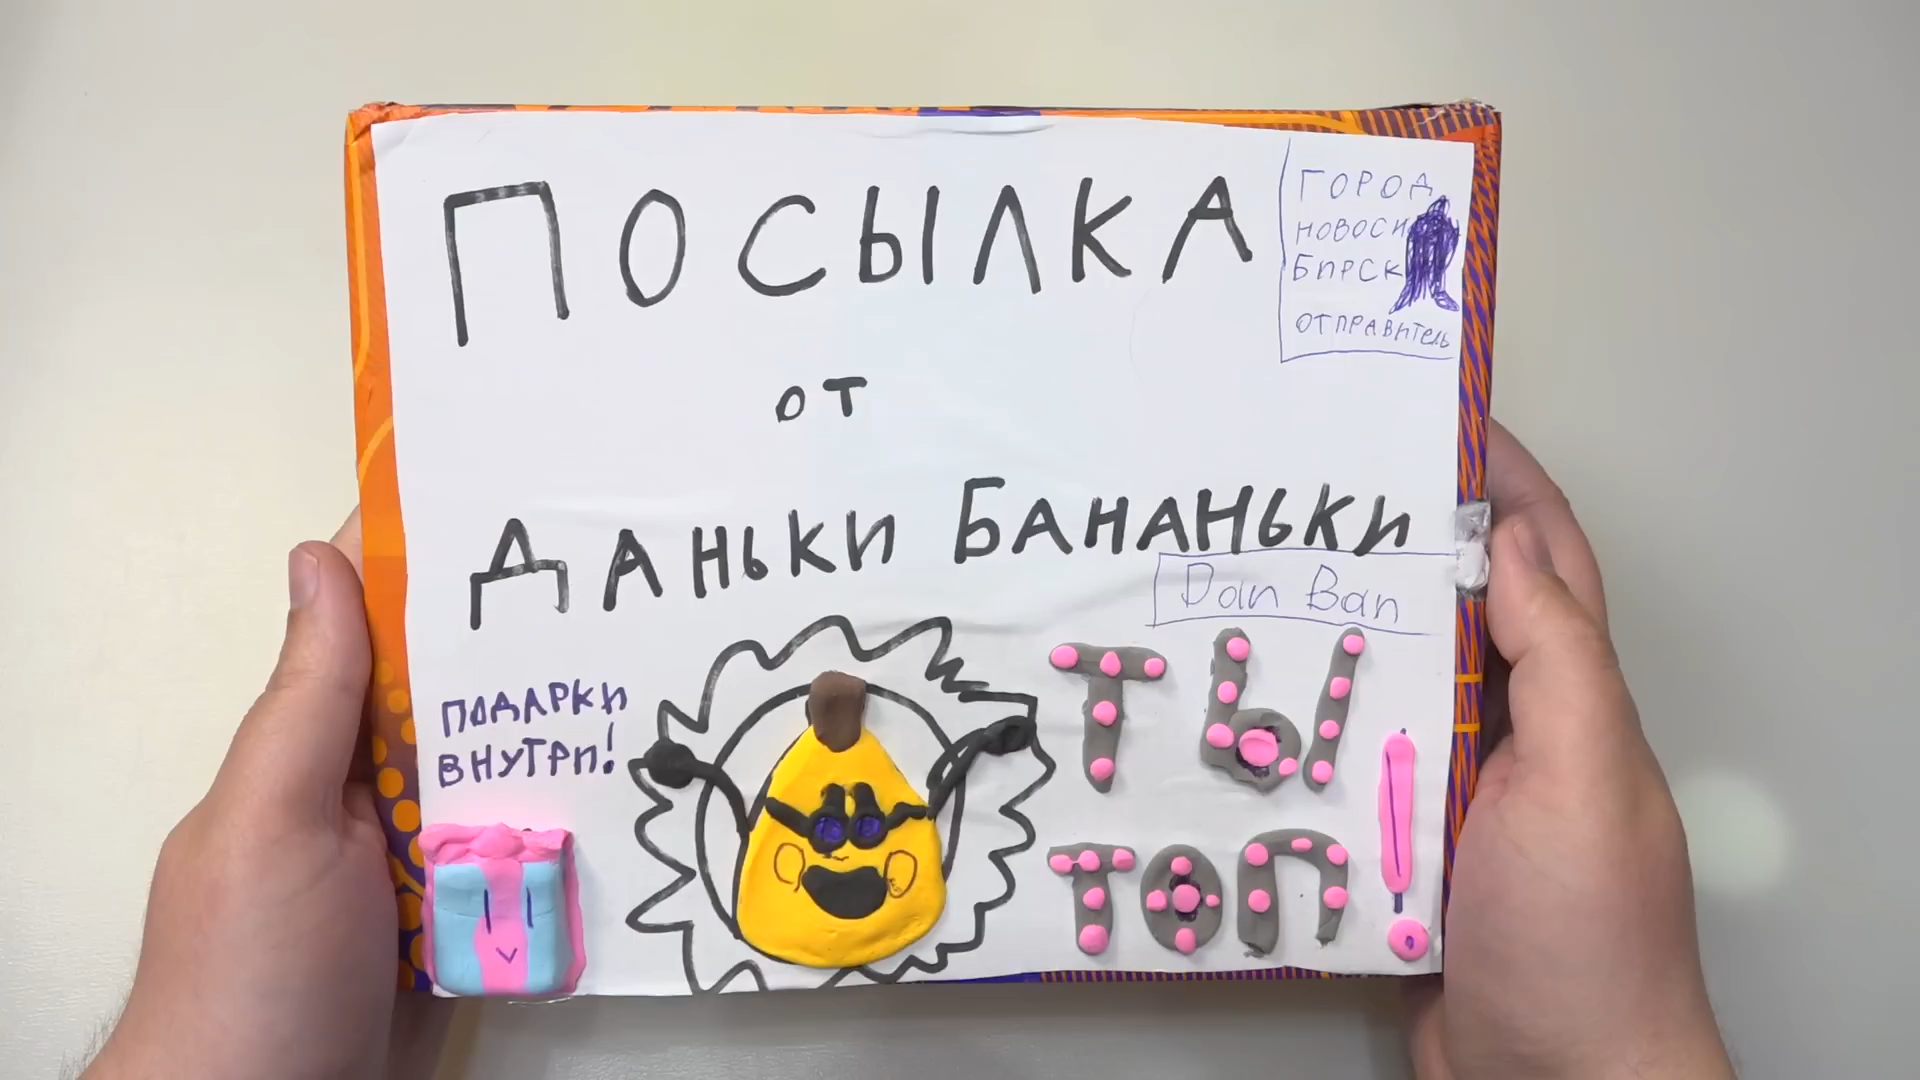 ПОСЫЛКА
ГОРОД
НОВОСИ
БИРСК
ОТПРАВИТЕЛЬ
от
ДАНЬКИ БАНАНЬКИ
Dan Ban
ПОДАРКИ
ВНУТРИ!
ТЫ
ТОП!